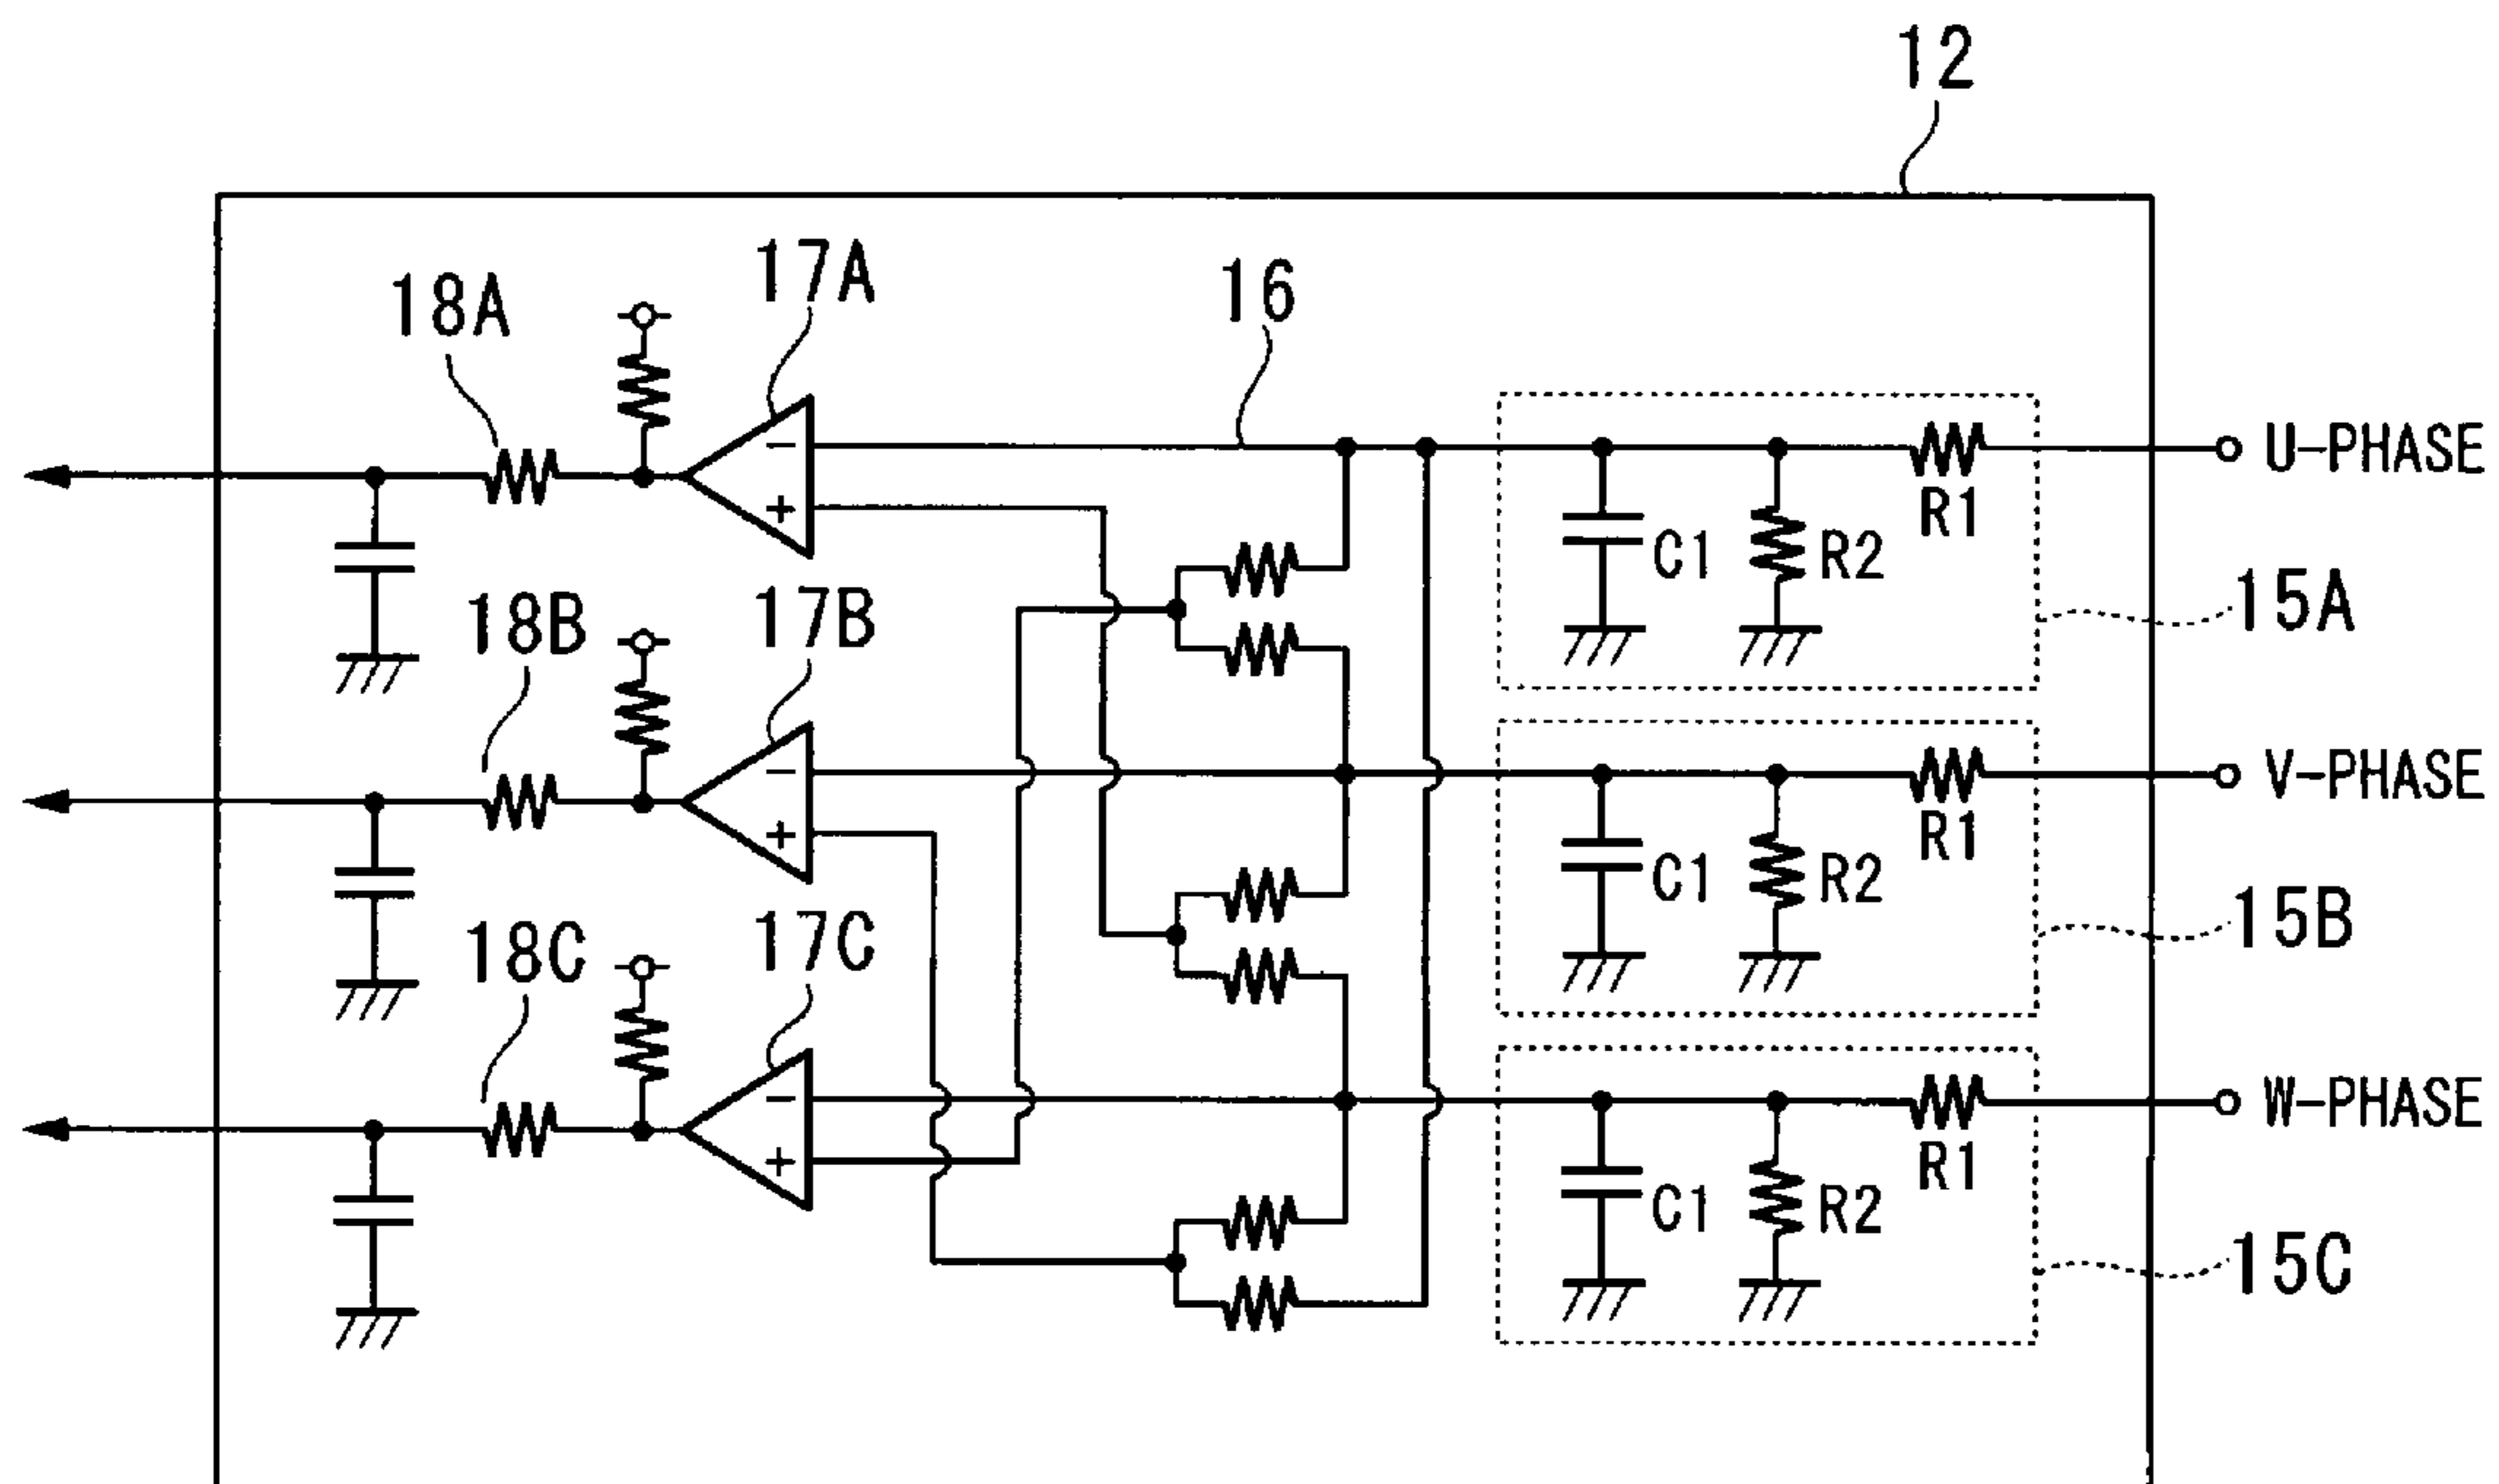 12
17A
16
18A
U-PHASE
−
R1
+
C1
R2
15A
17B
18B
V-PHASE
−
R1
+
C1
R2
15B
17C
18C
W-PHASE
−
R1
+
C1
R2
15C